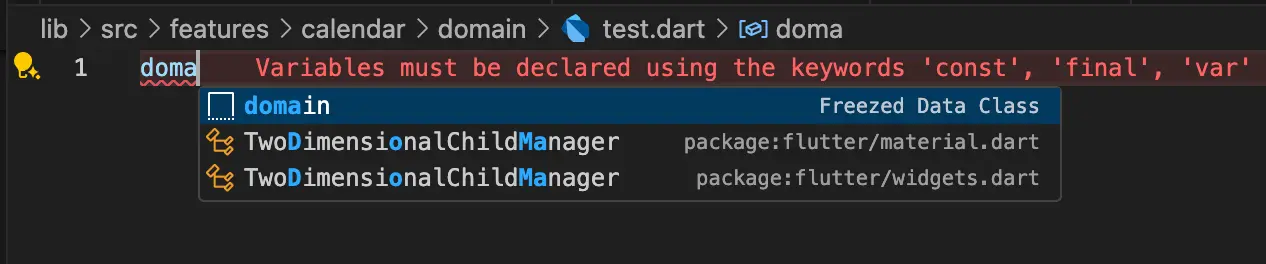 lib > src > features > calendar > domain > test.dart > doma
1 doma Variables must be declared using the keywords 'const', 'final', 'var'
domain Freezed Data Class
TwoDimensionalChildManager package:flutter/material.dart
TwoDimensionalChildManager package:flutter/widgets.dart